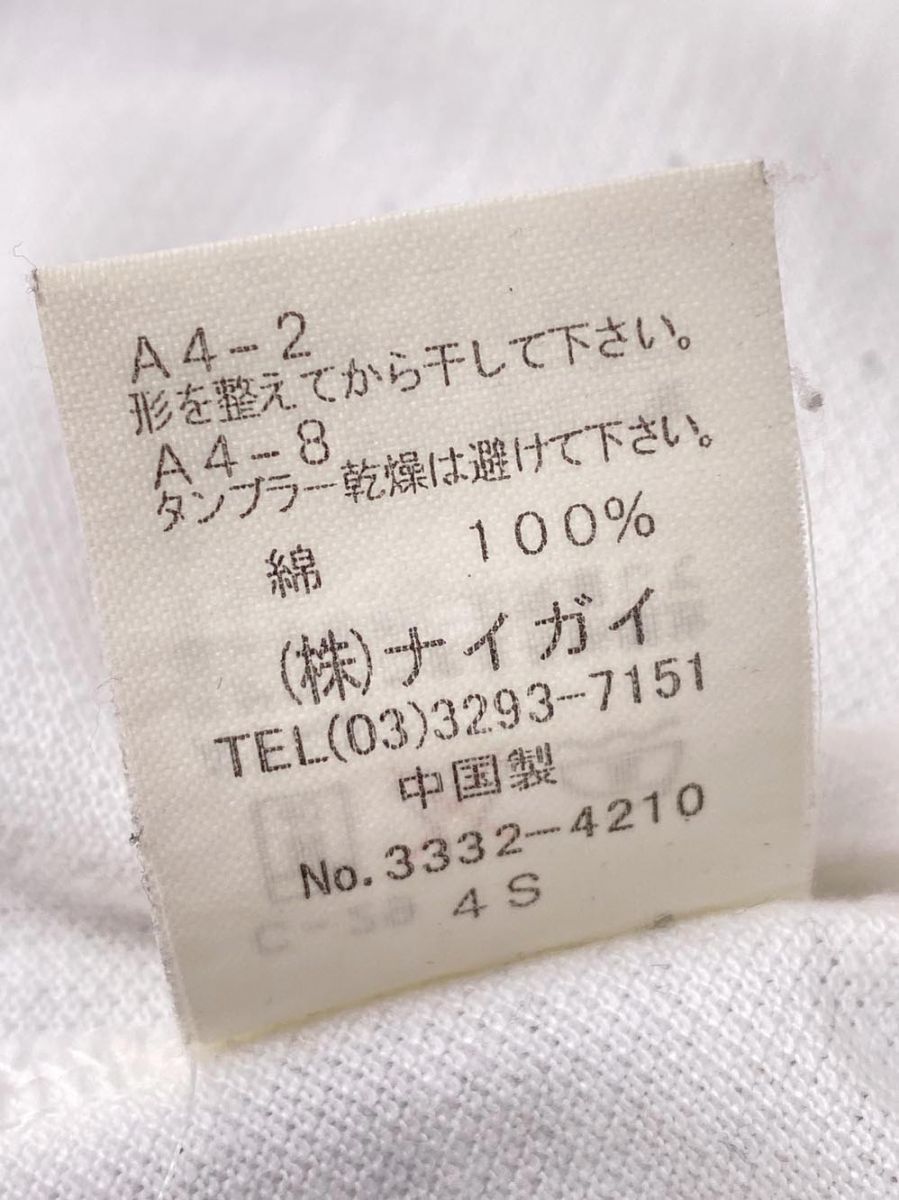 A4-2
形を整えてから干して下さい。
A4-8
タンブラー乾燥は避けて下さい。
綿 100%
(株)ナイガイ
TEL(03)3293-7151
中国製
No.3332-4210
4S